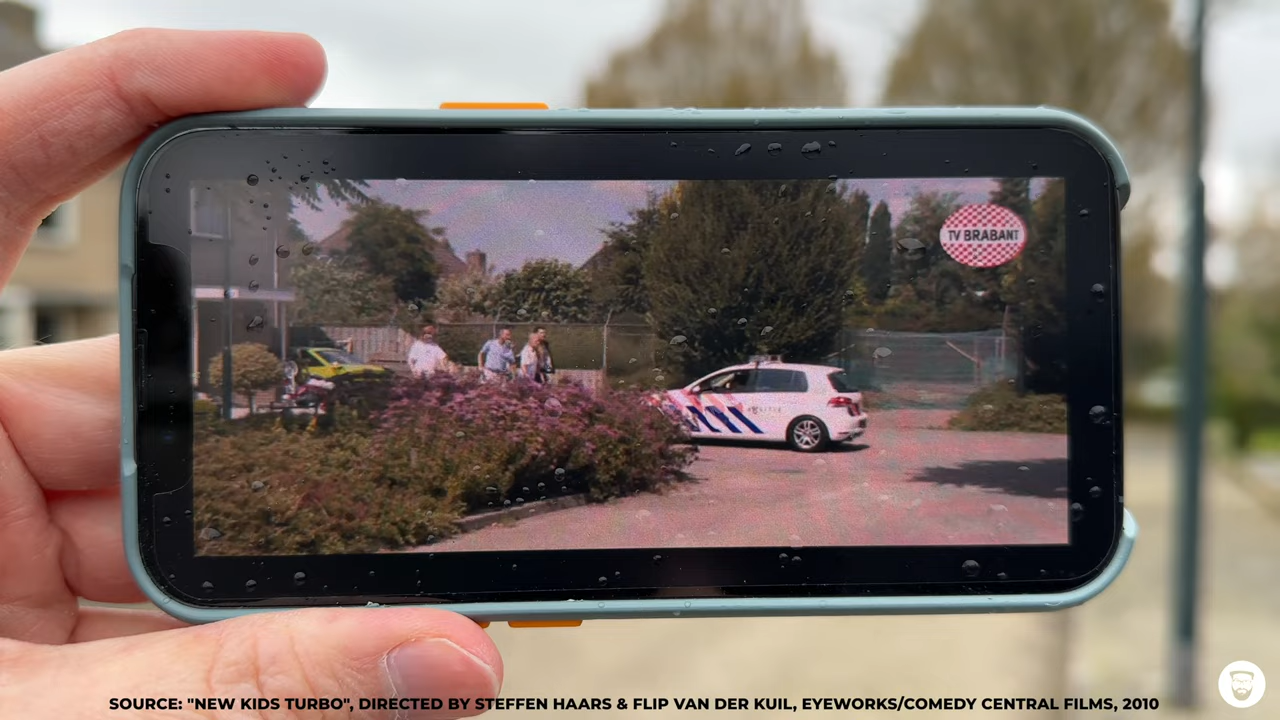 TV BRABANT
SOURCE: "NEW KIDS TURBO", DIRECTED BY STEFFEN HAARS & FLIP VAN DER KUIL, EYEWORKS/COMEDY CENTRAL FILMS, 2010